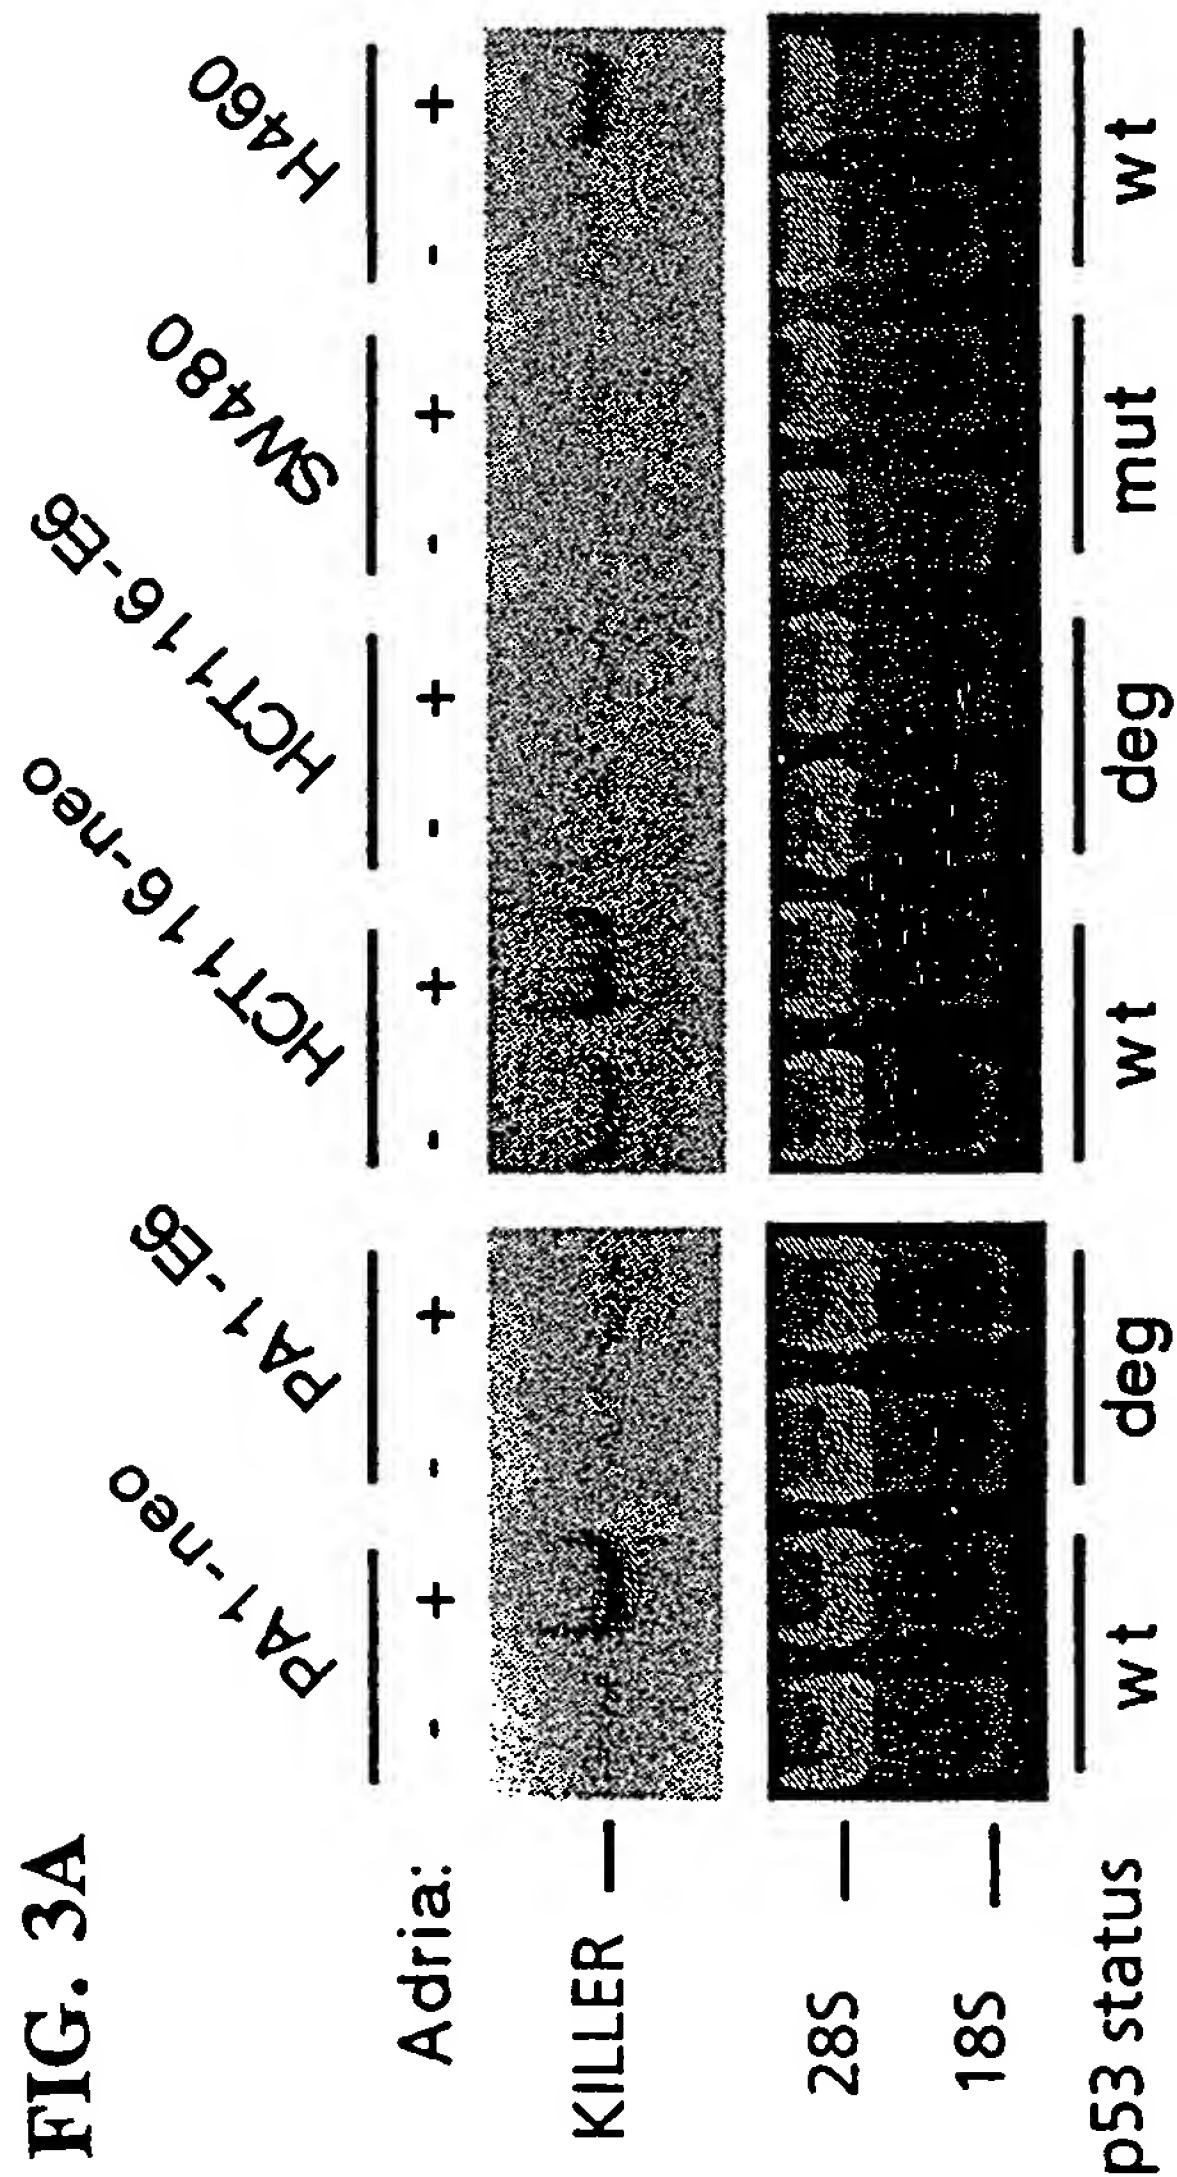 FIG. 3A
PA1-neo PA1-E6 HCT116-neo HCT116-E6 SW480 H460
Adria: - + - + - + - + - + - +
KILLER
28S
18S
p53 status wt deg wt deg mut wt